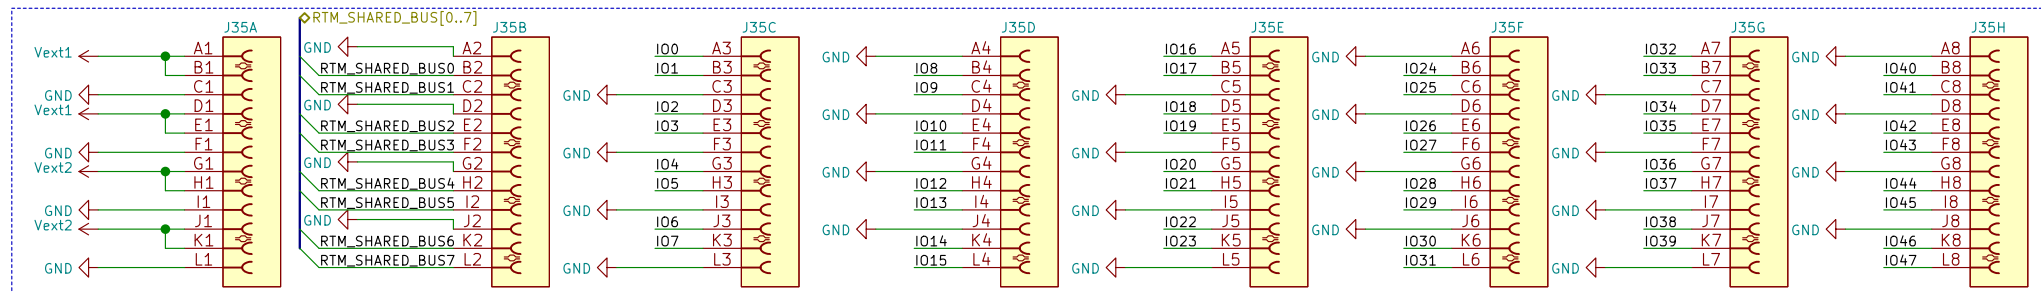 RTM_SHARED_BUS[0..7]
J35A
Vext1 A1
B1
GND C1
Vext1 D1
E1
GND F1
Vext2 G1
H1
GND I1
Vext2 J1
K1
GND L1
J35B
GND A2
RTM_SHARED_BUS0 B2
RTM_SHARED_BUS1 C2
GND D2
RTM_SHARED_BUS2 E2
RTM_SHARED_BUS3 F2
GND G2
RTM_SHARED_BUS4 H2
RTM_SHARED_BUS5 I2
GND J2
RTM_SHARED_BUS6 K2
RTM_SHARED_BUS7 L2
J35C
IO0 A3
IO1 B3
GND C3
IO2 D3
IO3 E3
GND F3
IO4 G3
IO5 H3
GND I3
IO6 J3
IO7 K3
GND L3
J35D
GND A4
IO8 B4
IO9 C4
GND D4
IO10 E4
IO11 F4
GND G4
IO12 H4
IO13 I4
GND J4
IO14 K4
IO15 L4
J35E
IO16 A5
IO17 B5
GND C5
IO18 D5
IO19 E5
GND F5
IO20 G5
IO21 H5
GND I5
IO22 J5
IO23 K5
GND L5
J35F
GND A6
IO24 B6
IO25 C6
GND D6
IO26 E6
IO27 F6
GND G6
IO28 H6
IO29 I6
GND J6
IO30 K6
IO31 L6
J35G
IO32 A7
IO33 B7
GND C7
IO34 D7
IO35 E7
GND F7
IO36 G7
IO37 H7
GND I7
IO38 J7
IO39 K7
GND L7
J35H
GND A8
IO40 B8
IO41 C8
GND D8
IO42 E8
IO43 F8
GND G8
IO44 H8
IO45 I8
GND J8
IO46 K8
IO47 L8